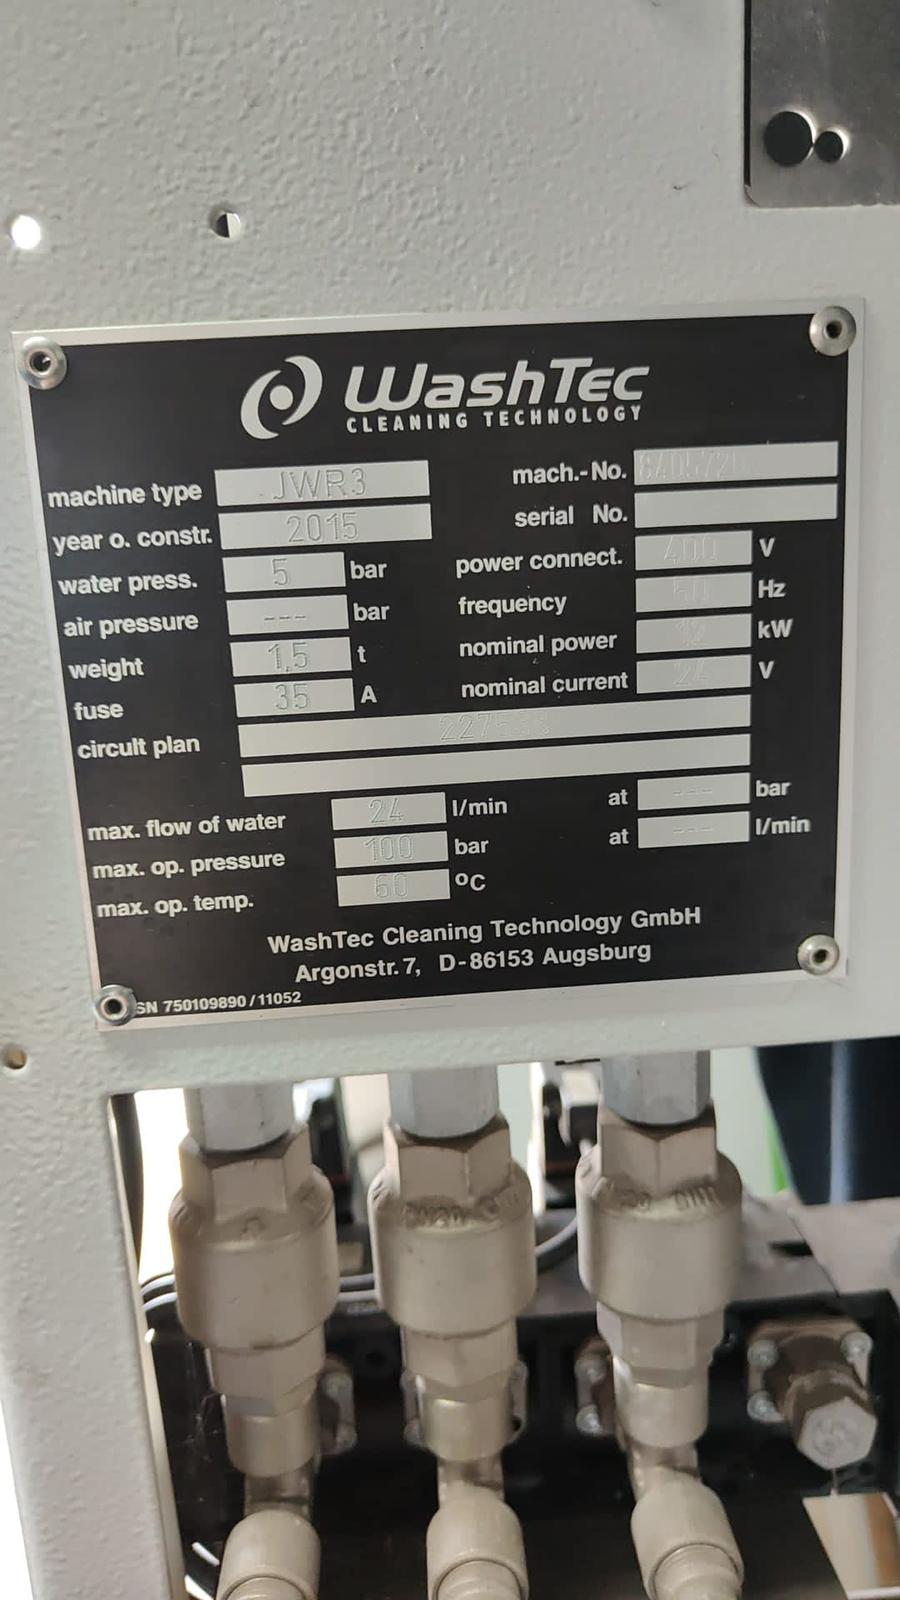 WashTec
CLEANING TECHNOLOGY
machine type JWR3
mach.-No.
year o. constr. 2015
serial No.
water press. 5 bar
power connect. 400 V
air pressure --- bar
frequency 50 Hz
weight 1,5 t
nominal power kW
fuse 35 A
nominal current 24 V
circuit plan
max. flow of water 24 l/min at --- bar
max. op. pressure 100 bar at --- l/min
max. op. temp. 60 °C
WashTec Cleaning Technology GmbH
Argonstr. 7, D-86153 Augsburg
SN 750109890/11052